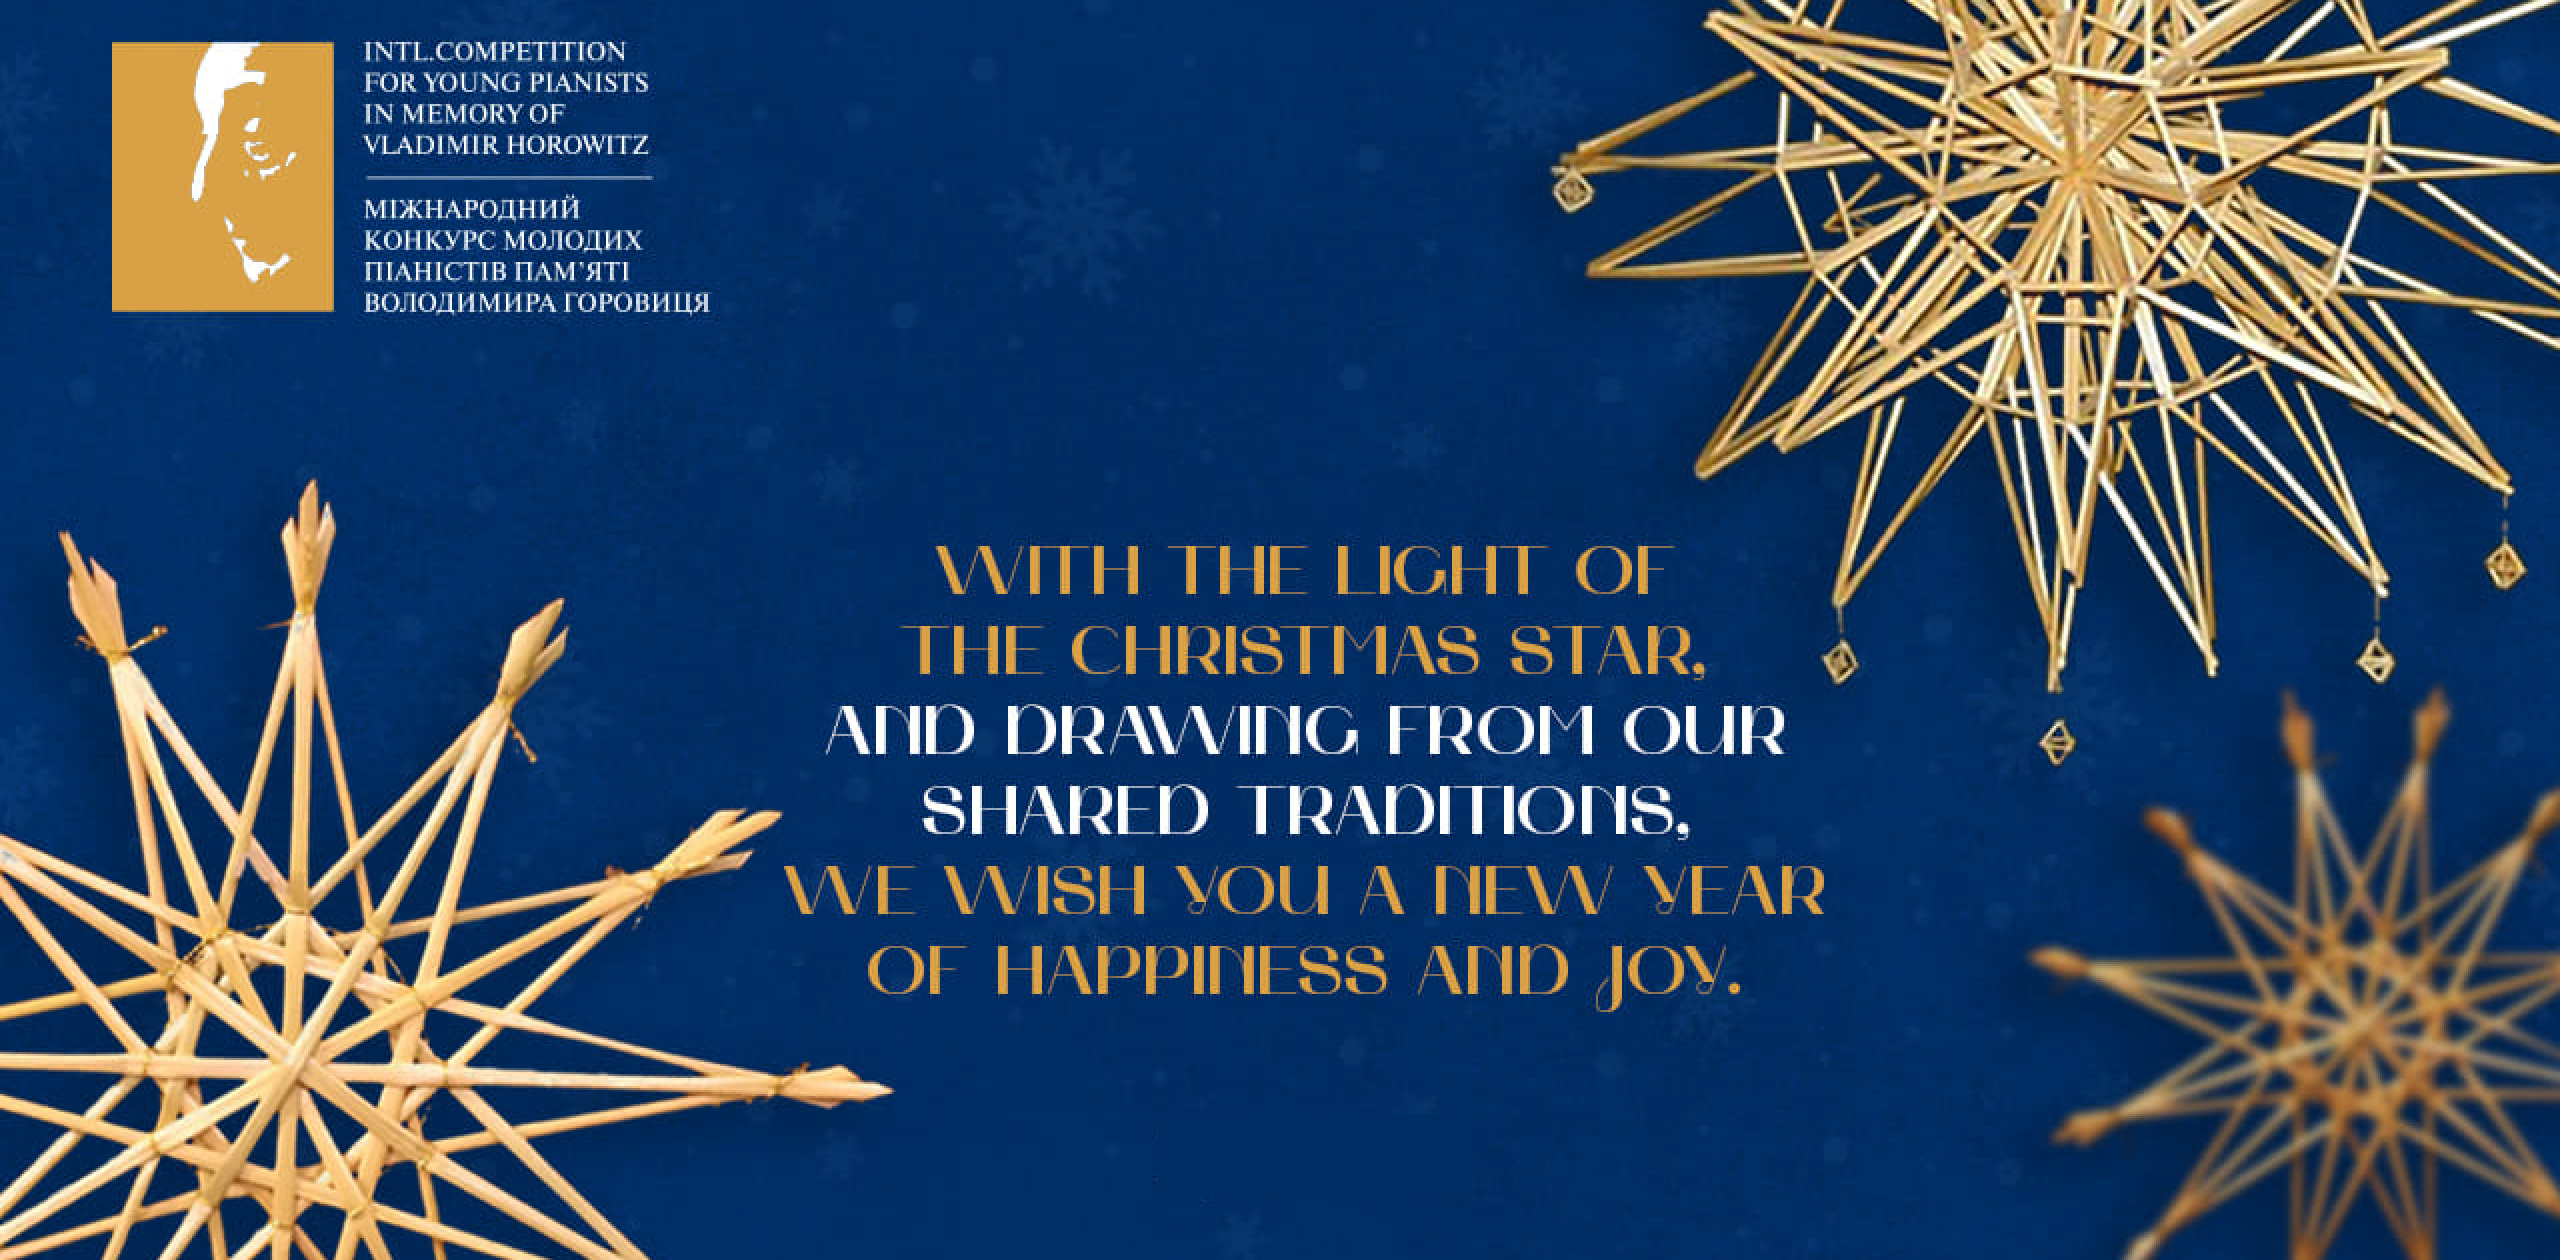 INTL.COMPETITION
FOR YOUNG PIANISTS
IN MEMORY OF
VLADIMIR HOROWITZ
МІЖНАРОДНИЙ
КОНКУРС МОЛОДИХ
ПІАНІСТІВ ПАМ’ЯТІ
ВОЛОДИМИРА ГОРОВИЦЯ
WITH THE LIGHT OF
THE CHRISTMAS STAR,
AND DRAWING FROM OUR
SHARED TRADITIONS,
WE WISH YOU A NEW YEAR
OF HAPPINESS AND JOY.